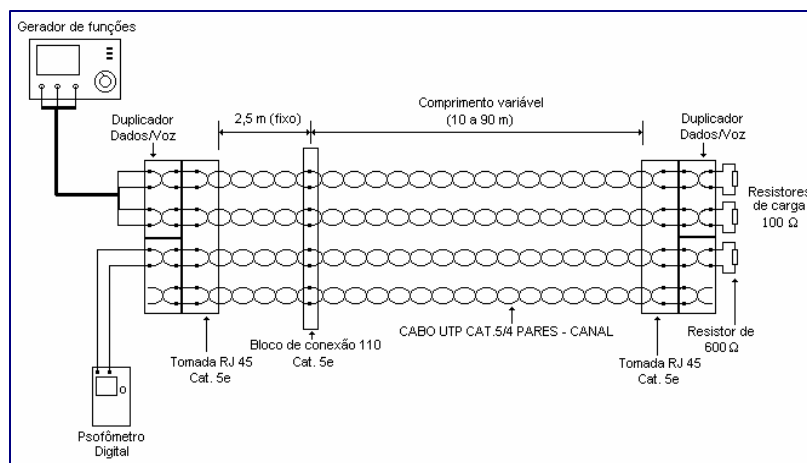 Gerador de funções
Duplicador
Dados/Voz
2,5 m (fixo)
Comprimento variável
(10 a 90 m)
Duplicador
Dados/Voz
Resistores
de carga
100 Ω
Tomada RJ 45
Cat. 5e
Bloco de conexão 110
Cat. 5e
CABO UTP CAT.5/4 PARES - CANAL
Tomada RJ 45
Cat. 5e
Resistor de
600 Ω
Psofômetro
Digital